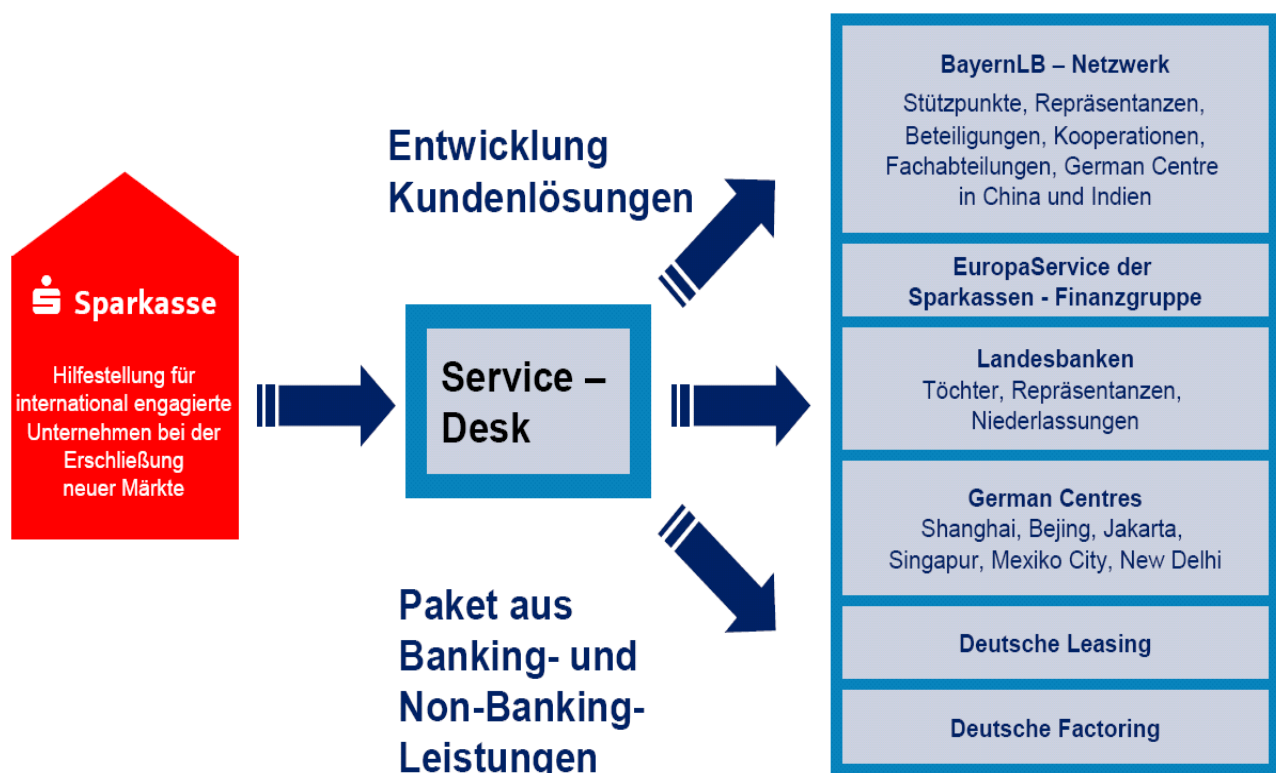 Sparkasse
Hilfestellung für
international engagierte
Unternehmen bei der
Erschließung
neuer Märkte
Entwicklung
Kundenlösungen
Service –
Desk
Paket aus
Banking- und
Non-Banking-
Leistungen
BayernLB – Netzwerk
Stützpunkte, Repräsentanzen,
Beteiligungen, Kooperationen,
Fachabteilungen, German Centre
in China und Indien
EuropaService der
Sparkassen - Finanzgruppe
Landesbanken
Töchter, Repräsentanzen,
Niederlassungen
German Centres
Shanghai, Bejing, Jakarta,
Singapur, Mexiko City, New Delhi
Deutsche Leasing
Deutsche Factoring